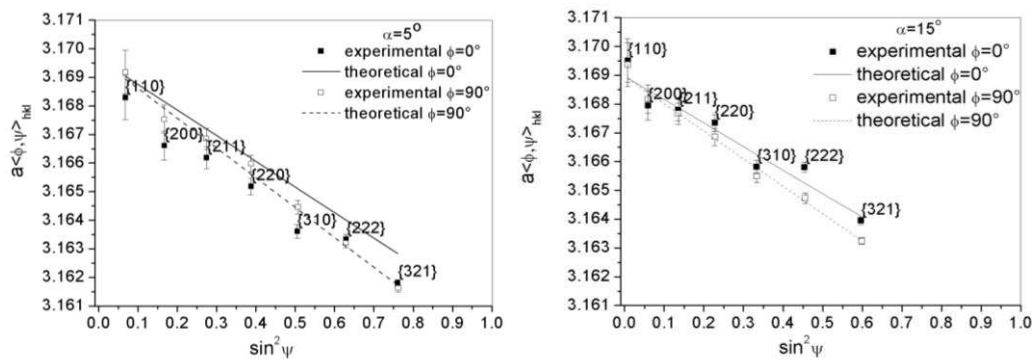 3.171
3.170
3.169
3.168
3.167
3.166
3.165
3.164
3.163
3.162
3.161
a<ϕ,ψ>hkl
α=5°
experimental ϕ=0°
theoretical ϕ=0°
experimental ϕ=90°
theoretical ϕ=90°
{110}
{200}
{211}
{220}
{310}
{222}
{321}
0.0 0.1 0.2 0.3 0.4 0.5 0.6 0.7 0.8 0.9 1.0
sin²ψ
3.171
3.170
3.169
3.168
3.167
3.166
3.165
3.164
3.163
3.162
3.161
a<ϕ,ψ>hkl
α=15°
experimental ϕ=0°
theoretical ϕ=0°
experimental ϕ=90°
theoretical ϕ=90°
{110}
{200}
{211}
{220}
{310}
{222}
{321}
0.0 0.1 0.2 0.3 0.4 0.5 0.6 0.7 0.8 0.9 1.0
sin²ψ